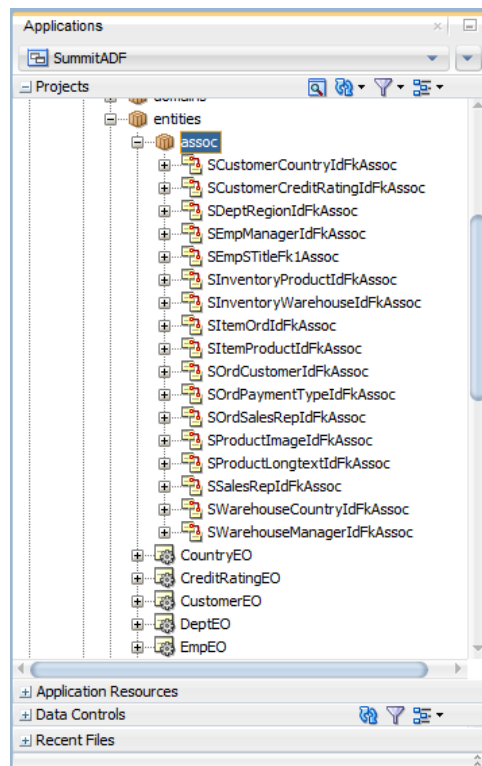 Applications
SummitADF
Projects
domains
entities
assoc
SCustomerCountryIdFkAssoc
SCustomerCreditRatingIdFkAssoc
SDeptRegionIdFkAssoc
SEmpManagerIdFkAssoc
SEmpSTitleFk1Assoc
SInventoryProductIdFkAssoc
SInventoryWarehouseIdFkAssoc
SItemOrdIdFkAssoc
SItemProductIdFkAssoc
SOrdCustomerIdFkAssoc
SOrdPaymentTypeIdFkAssoc
SOrdSalesRepIdFkAssoc
SProductImageIdFkAssoc
SProductLongtextIdFkAssoc
SSalesRepIdFkAssoc
SWarehouseCountryIdFkAssoc
SWarehouseManagerIdFkAssoc
CountryEO
CreditRatingEO
CustomerEO
DeptEO
EmpEO
Application Resources
Data Controls
Recent Files